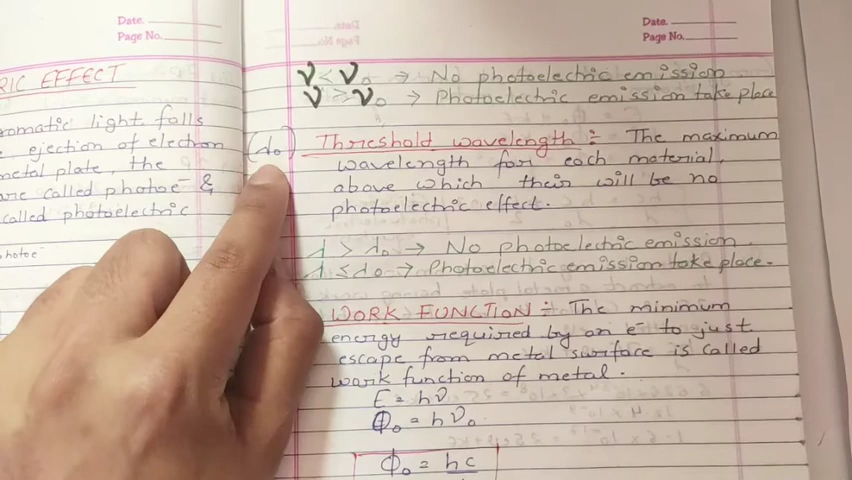 Date.
Page No.
RIC EFFECT
romatic light falls
ejection of electron
metal plate, the
are called photoe⁻ &
called photoelectric
photoe⁻
Date.
Page No.
ν < ν₀ → No photoelectric emission
ν ≥ ν₀ → Photoelectric emission take place
(λ₀) Threshold wavelength ÷ The maximum
wavelength for each material,
above which their will be no
photoelectric effect.
λ > λ₀ → No Photoelectric emission.
λ ≤ λ₀ → Photoelectric emission take place.
WORK FUNCTION ÷ The minimum
energy required by an e⁻ to just
escape from metal surface is called
work function of metal.
E = hν
Φ₀ = hν₀
Φ₀ = hc